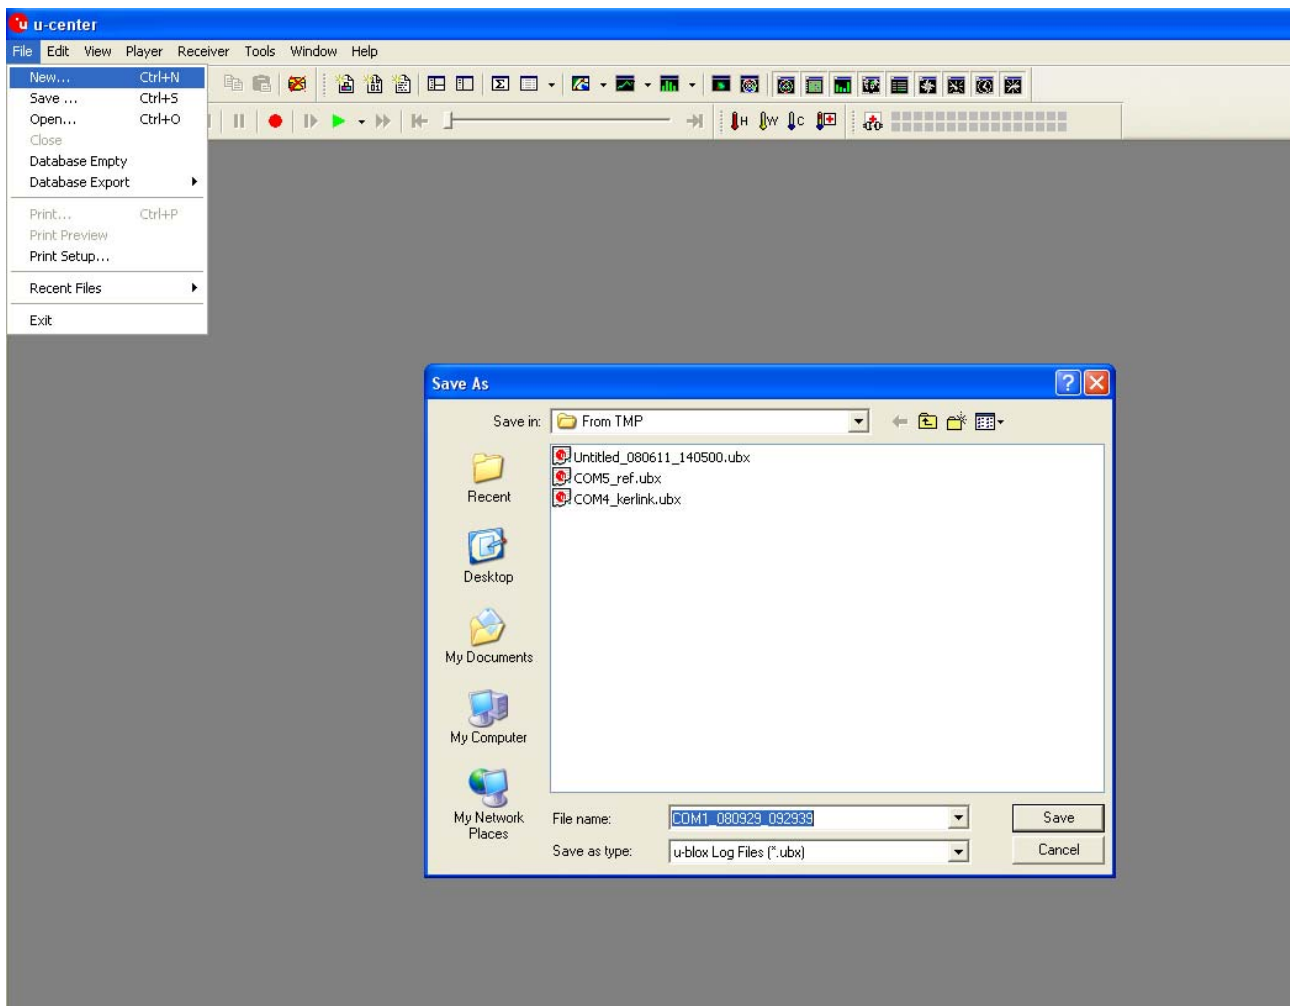 u-center
File Edit View Player Receiver Tools Window Help
New... Ctrl+N
Save ... Ctrl+S
Open... Ctrl+O
Close
Database Empty
Database Export
Print... Ctrl+P
Print Preview
Print Setup...
Recent Files
Exit
H W C
Save As
Save in: From TMP
Untitled_080611_140500.ubx
COM5_ref.ubx
COM4_kerlink.ubx
Recent
Desktop
My Documents
My Computer
My Network
Places
File name: COM1_080929_092939 Save
Save as type: u-blox Log Files (*.ubx) Cancel